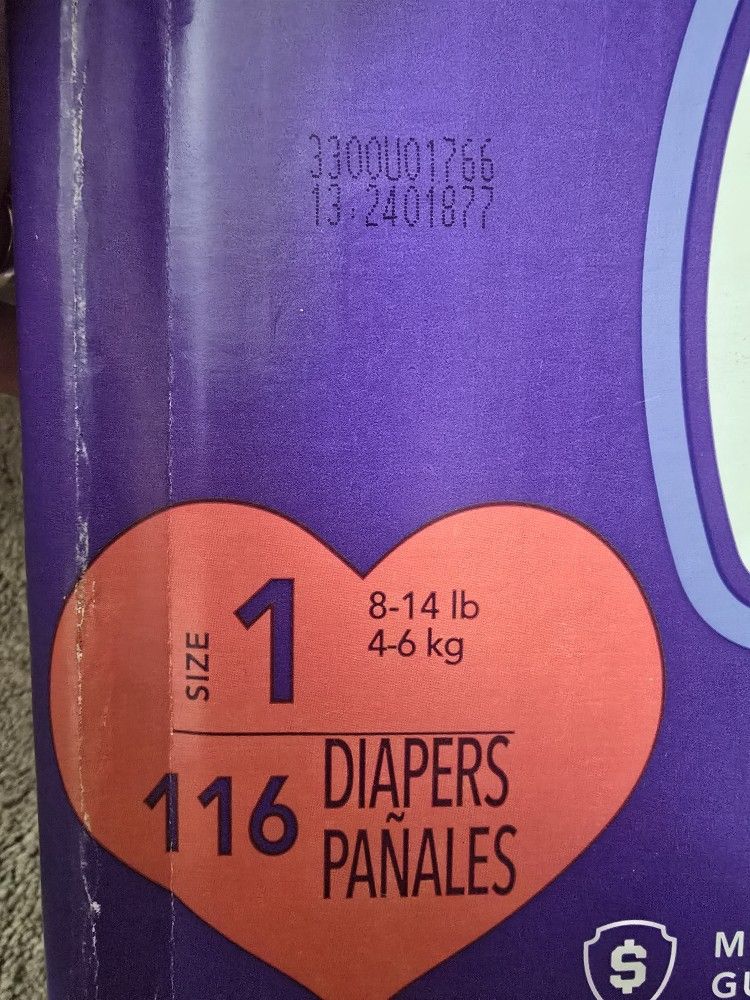 3300U01766
13:2401877
SIZE 1
8-14 lb
4-6 kg
116 DIAPERS
PAÑALES
$